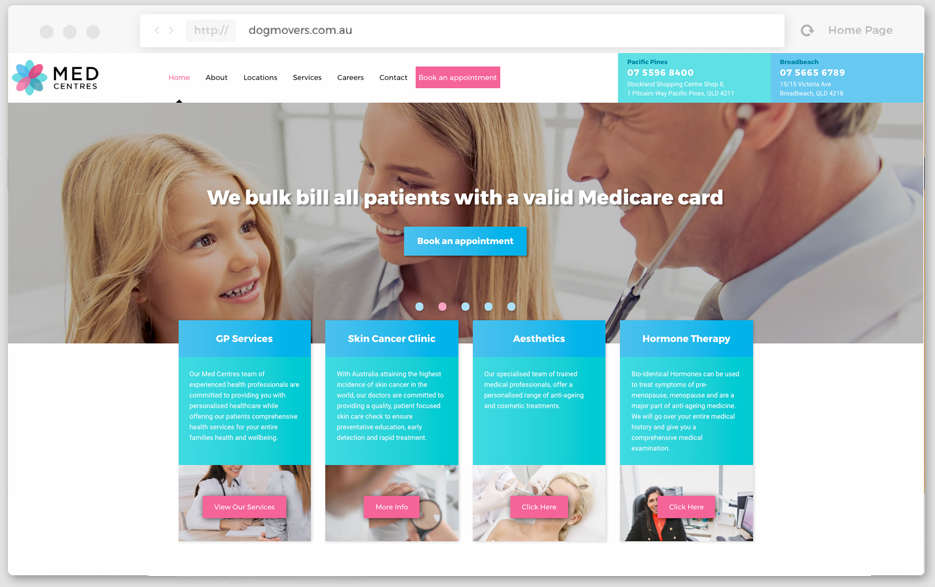 http://
dogmovers.com.au
Home Page
MED
CENTRES
Home
About
Locations
Services
Careers
Contact
Book an appointment
Pacific Pines
07 5596 8400
Stockland Shopping Centre Shop 8,
1 Pitcairn Way Pacific Pines, QLD 4211
Broadbeach
07 5665 6789
15/15 Victoria Ave
Broadbeach, QLD 4218
We bulk bill all patients with a valid Medicare card
Book an appointment
GP Services
Our Med Centres team of
experienced health professionals are
committed to providing you with
personalised healthcare while
offering our patients comprehensive
health services for your entire
families health and wellbeing.
View Our Services
Skin Cancer Clinic
With Australia attaining the highest
incidence of skin cancer in the
world, our doctors are committed to
providing a quality, patient focused
skin care check to ensure
preventative education, early
detection and rapid treatment.
More Info
Aesthetics
Our specialised team of trained
medical professionals, offer a
personalised range of anti-ageing
and cosmetic treatments.
Click Here
Hormone Therapy
Bio-Identical Hormones can be used
to treat symptoms of pre-
menopause, menopause and are a
major part of anti-ageing medicine.
We will go over your entire medical
history and give you a
comprehensive medical
examination.
Click Here